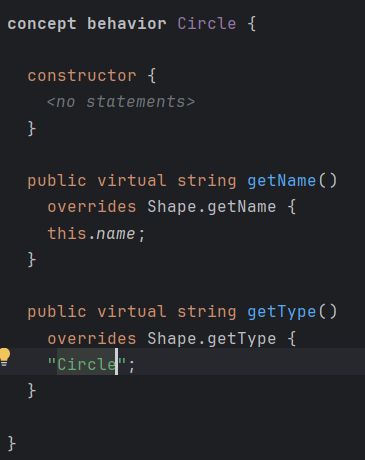 concept behavior Circle {
constructor {
<no statements>
}
public virtual string getName()
overrides Shape.getName {
this.name;
}
public virtual string getType()
overrides Shape.getType {
"Circle";
}
}